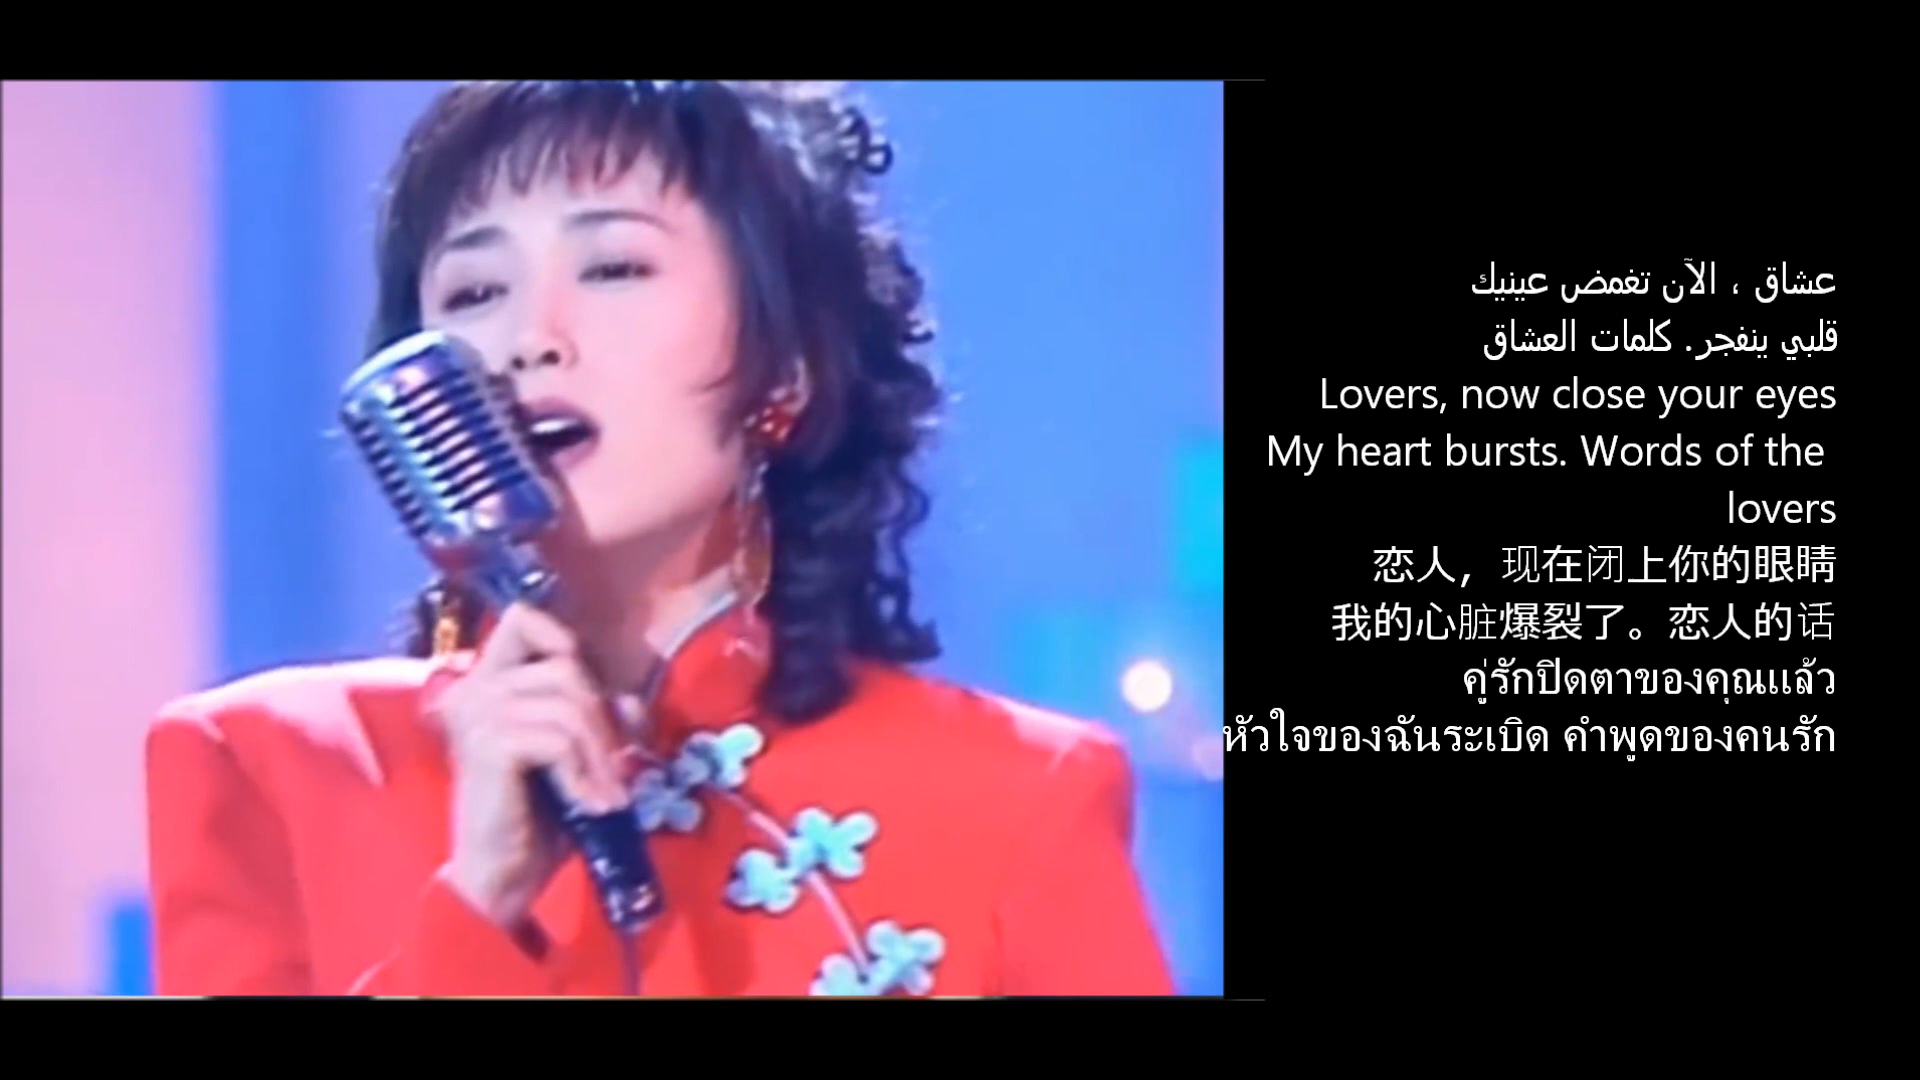 عشاق ، الآن تغمض عينيك
قلبي ينفجر. كلمات العشاق
Lovers, now close your eyes
My heart bursts. Words of the
lovers
恋人，现在闭上你的眼睛
我的心脏爆裂了。恋人的话
คู่รักปิดตาของคุณแล้ว
หัวใจของฉันระเบิด คำพูดของคนรัก